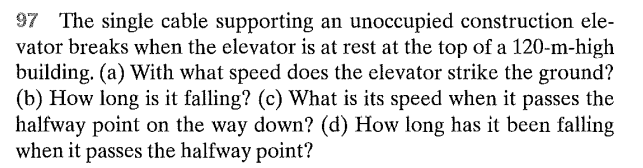 97 The single cable supporting an unoccupied construction ele-
vator breaks when the elevator is at rest at the top of a 120-m-high
building. (a) With what speed does the elevator strike the ground?
(b) How long is it falling? (c) What is its speed when it passes the
halfway point on the way down? (d) How long has it been falling
when it passes the halfway point?